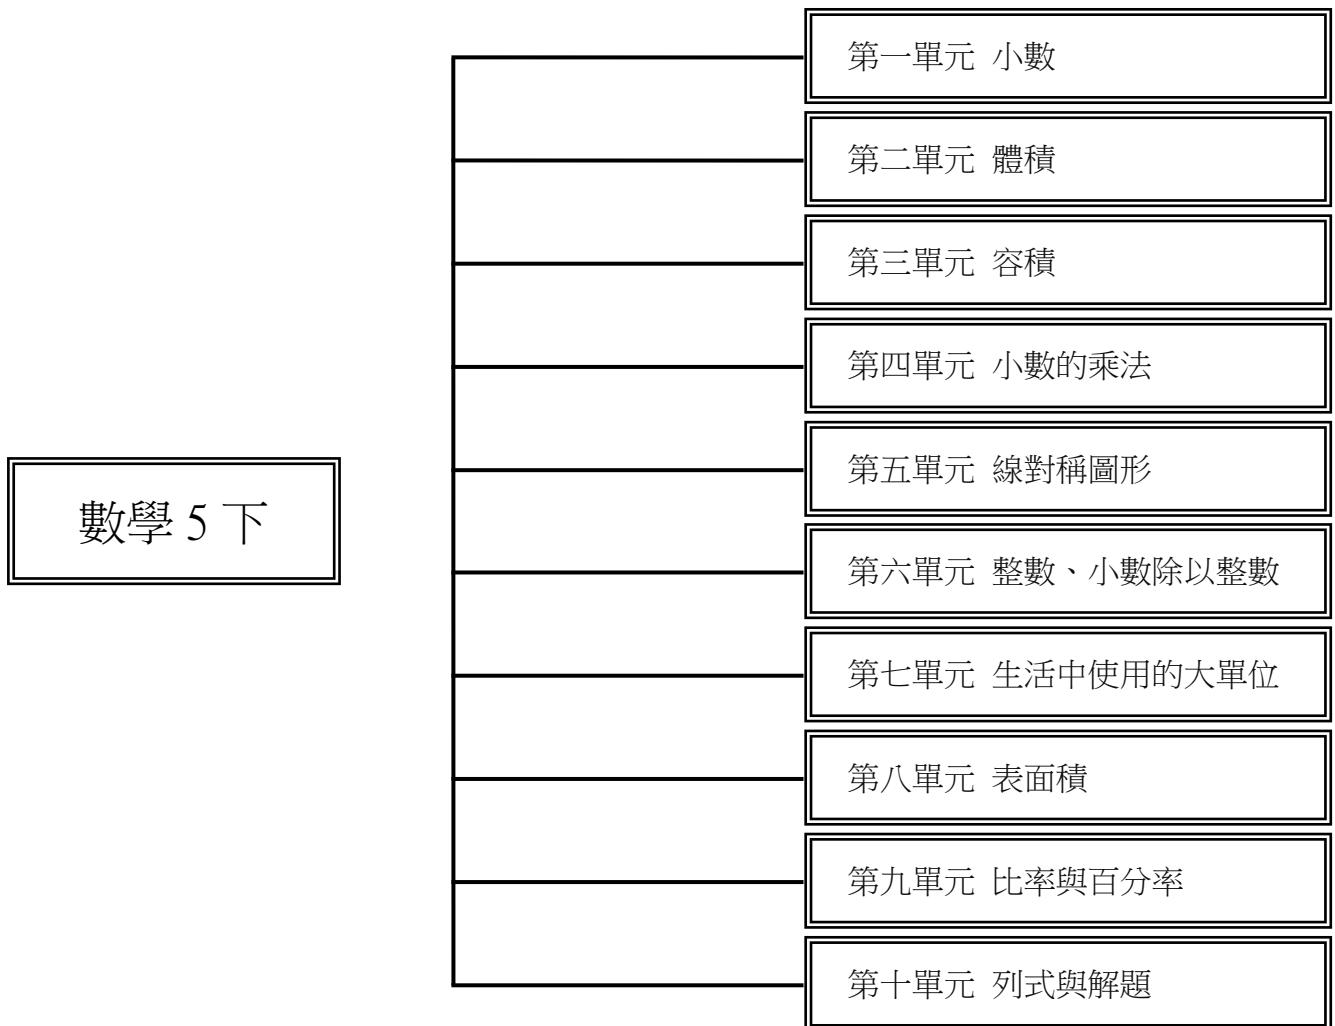 數學 5 下
第一單元 小數
第二單元 體積
第三單元 容積
第四單元 小數的乘法
第五單元 線對稱圖形
第六單元 整數、小數除以整數
第七單元 生活中使用的大單位
第八單元 表面積
第九單元 比率與百分率
第十單元 列式與解題